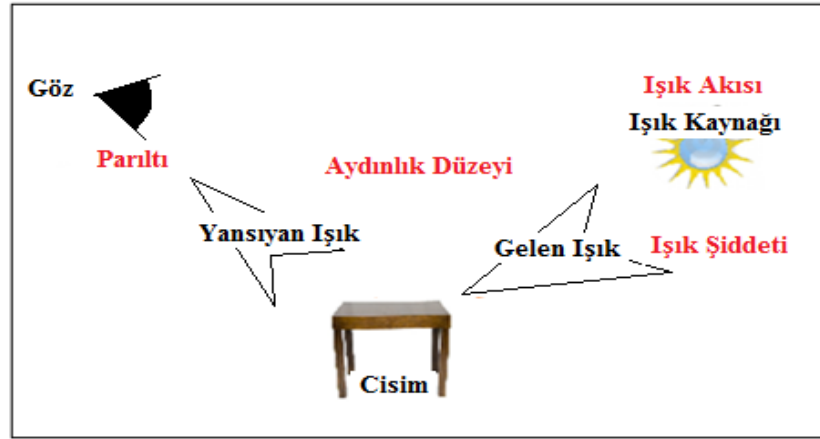 Işık Akısı
Göz
Işık Kaynağı
Parıltı
Aydınlık Düzeyi
Yansıyan Işık
Gelen Işık
Işık Şiddeti
Cisim